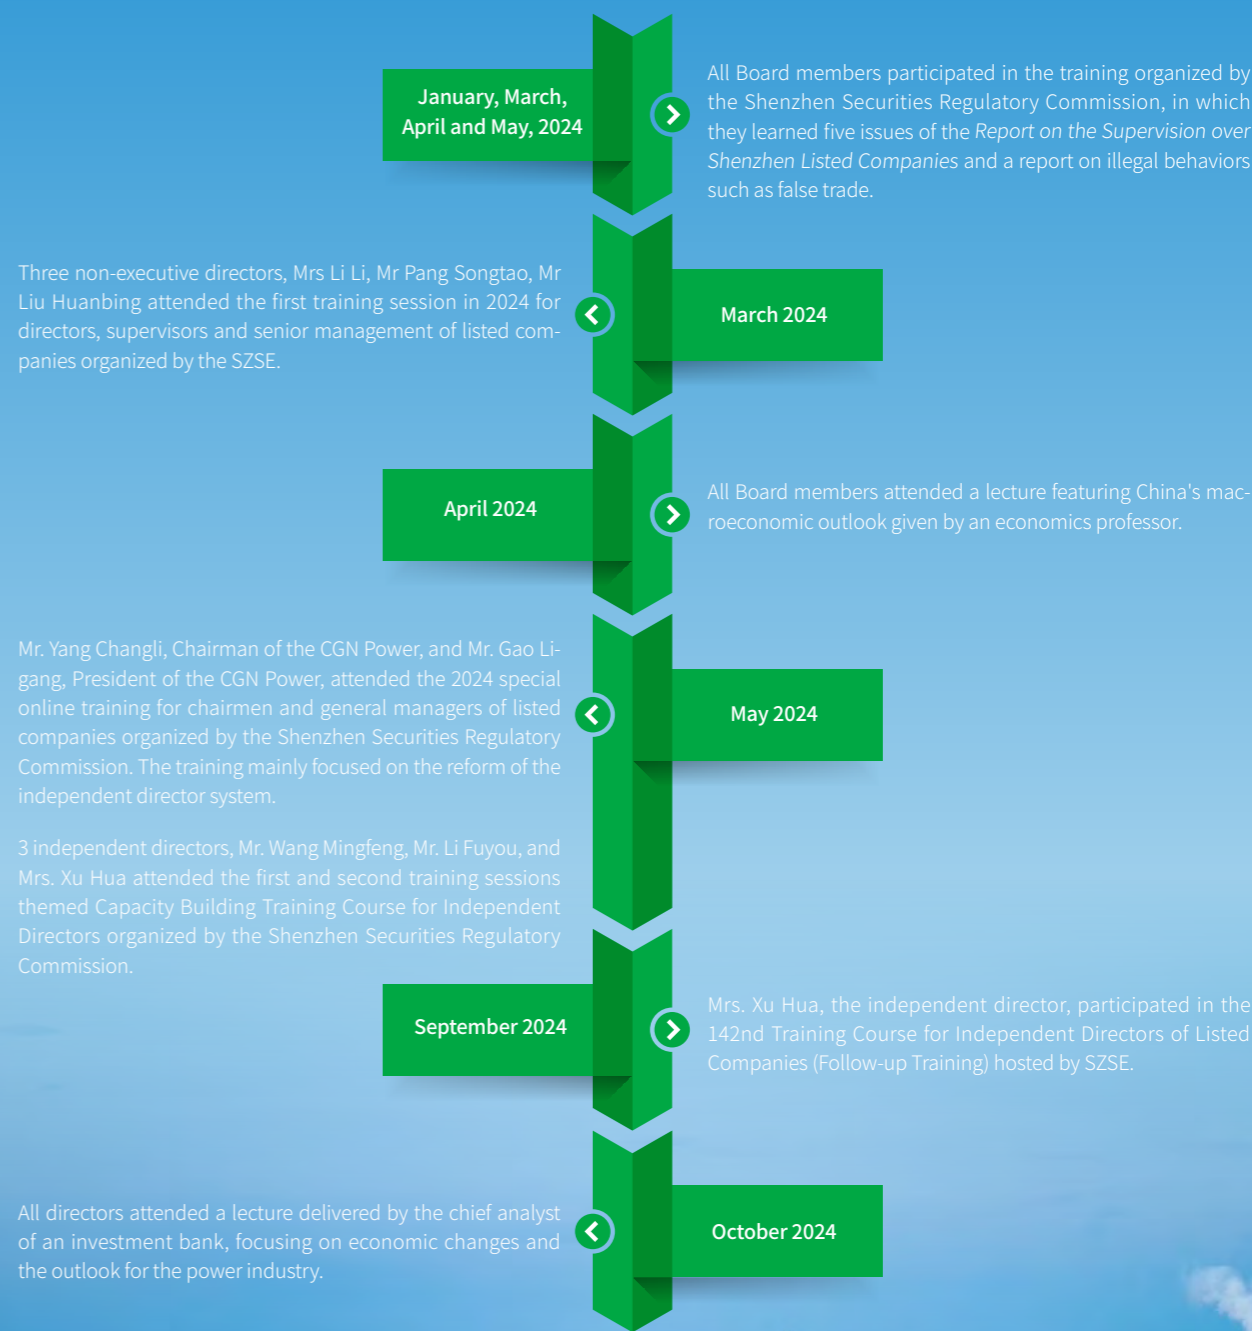 January, March,
April and May, 2024
All Board members participated in the training organized by
the Shenzhen Securities Regulatory Commission, in which
they learned five issues of the Report on the Supervision over
Shenzhen Listed Companies and a report on illegal behaviors
such as false trade.
Three non-executive directors, Mrs Li Li, Mr Pang Songtao, Mr
Liu Huanbing attended the first training session in 2024 for
directors, supervisors and senior management of listed com-
panies organized by the SZSE.
March 2024
April 2024
All Board members attended a lecture featuring China's mac-
roeconomic outlook given by an economics professor.
Mr. Yang Changli, Chairman of the CGN Power, and Mr. Gao Li-
gang, President of the CGN Power, attended the 2024 special
online training for chairmen and general managers of listed
companies organized by the Shenzhen Securities Regulatory
Commission. The training mainly focused on the reform of the
independent director system.
3 independent directors, Mr. Wang Mingfeng, Mr. Li Fuyou, and
Mrs. Xu Hua attended the first and second training sessions
themed Capacity Building Training Course for Independent
Directors organized by the Shenzhen Securities Regulatory
Commission.
May 2024
September 2024
Mrs. Xu Hua, the independent director, participated in the
142nd Training Course for Independent Directors of Listed
Companies (Follow-up Training) hosted by SZSE.
All directors attended a lecture delivered by the chief analyst
of an investment bank, focusing on economic changes and
the outlook for the power industry.
October 2024